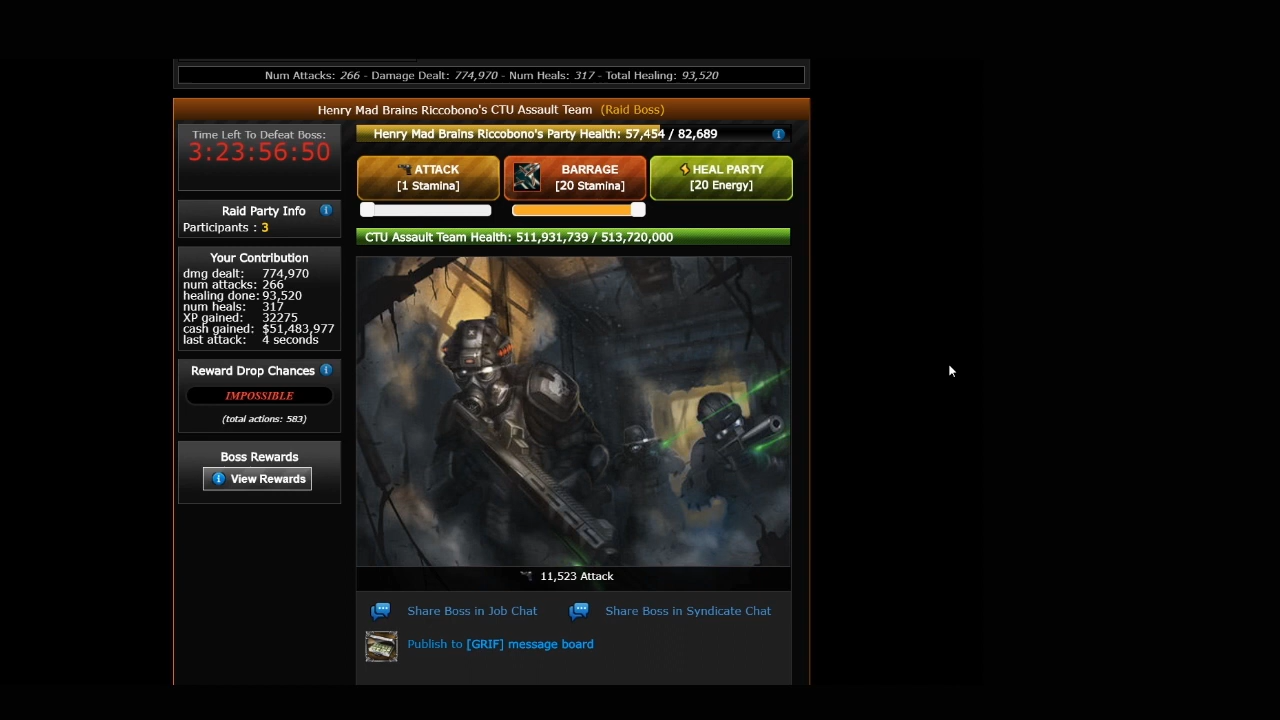 Num Attacks: 266 - Damage Dealt: 774,970 - Num Heals: 317 - Total Healing: 93,520
Henry Mad Brains Riccobono's CTU Assault Team (Raid Boss)
Time Left To Defeat Boss:
3:23:56:50
Henry Mad Brains Riccobono's Party Health: 57,454 / 82,689
ATTACK
[1 Stamina]
BARRAGE
[20 Stamina]
HEAL PARTY
[20 Energy]
Raid Party Info
Participants : 3
CTU Assault Team Health: 511,931,739 / 513,720,000
Your Contribution
dmg dealt: 774,970
num attacks: 266
healing done: 93,520
num heals: 317
XP gained: 32275
cash gained: $51,483,977
last attack: 4 seconds
Reward Drop Chances
IMPOSSIBLE
(total actions: 583)
Boss Rewards
View Rewards
11,523 Attack
Share Boss in Job Chat
Share Boss in Syndicate Chat
Publish to [GRIF] message board